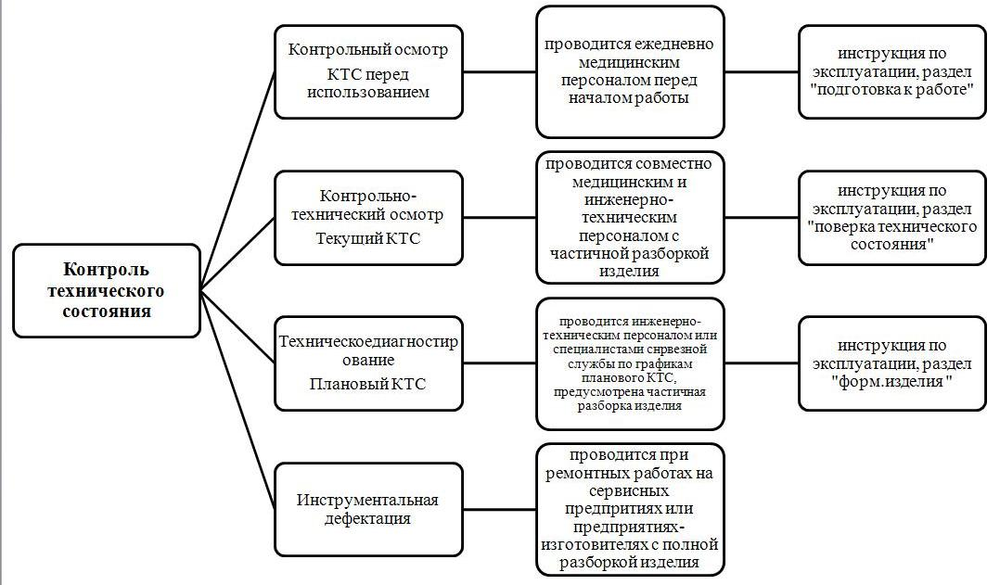 Контроль
технического
состояния
Контрольный осмотр
КТС перед
использованием
проводится ежедневно
медицинским
персоналом перед
началом работы
инструкция по
эксплуатации, раздел
"подготовка к работе"
Контрольно-
технический осмотр
Текущий КТС
проводится совместно
медицинским и
инженерно-
техническим
персоналом с
частичной разборкой
изделия
инструкция по
эксплуатации, раздел
"поверка технического
состояния"
Техническоедиагностир
ование
Плановый КТС
проводится инженерно-
техническим персоналом или
специалистами снрвезной
службы по графикам
планового КТС,
предусмотрена частичная
разборка изделия
инструкция по
эксплуатации, раздел
"форм.изделия"
Инструментальная
дефектация
проводится при
ремонтных работах на
сервисных
предпритиях или
предприятиях-
изготовителях с полной
разборкой изделия